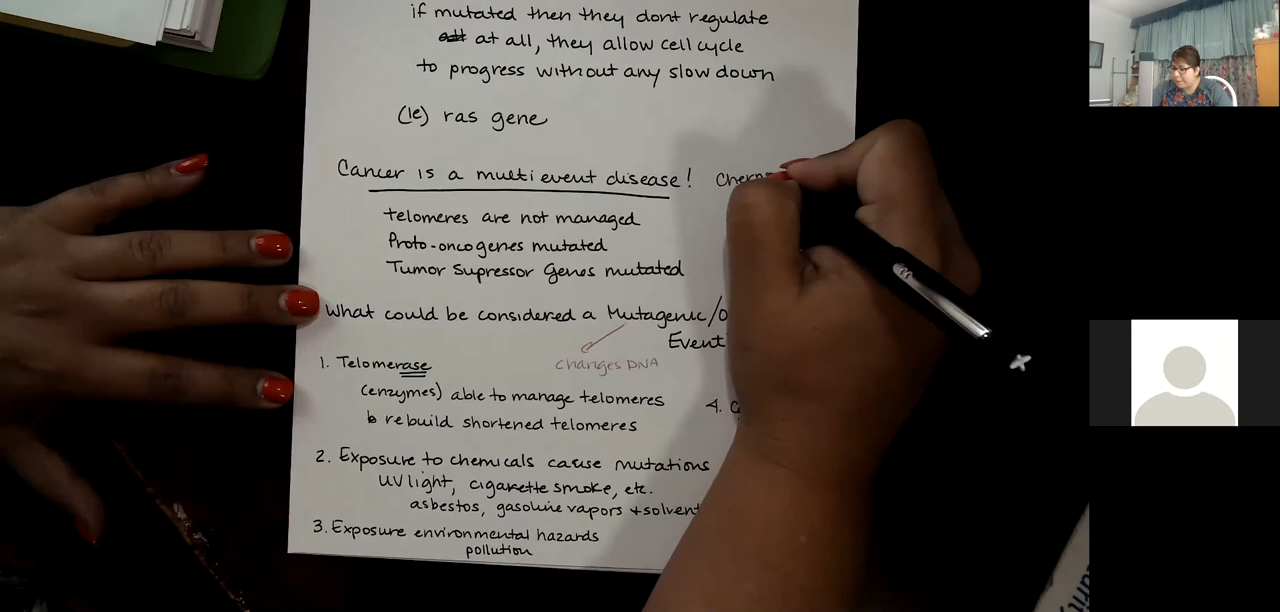 if mutated then they dont regulate
at all, they allow cell cycle
to progress without any slow down
(ie) ras gene
Cancer is a multi event disease!
telomeres are not managed
Proto-oncogenes mutated
Tumor Supressor Genes mutated
What could be considered a Mutagenic/O
Event
changes DNA
1. Telomerase
(enzymes) able to manage telomeres
rebuild shortened telomeres
4.
2. Exposure to chemicals cause mutations
UV light, cigarette smoke, etc.
asbestos, gasoline vapors + solvent
3. Exposure environmental hazards
pollution